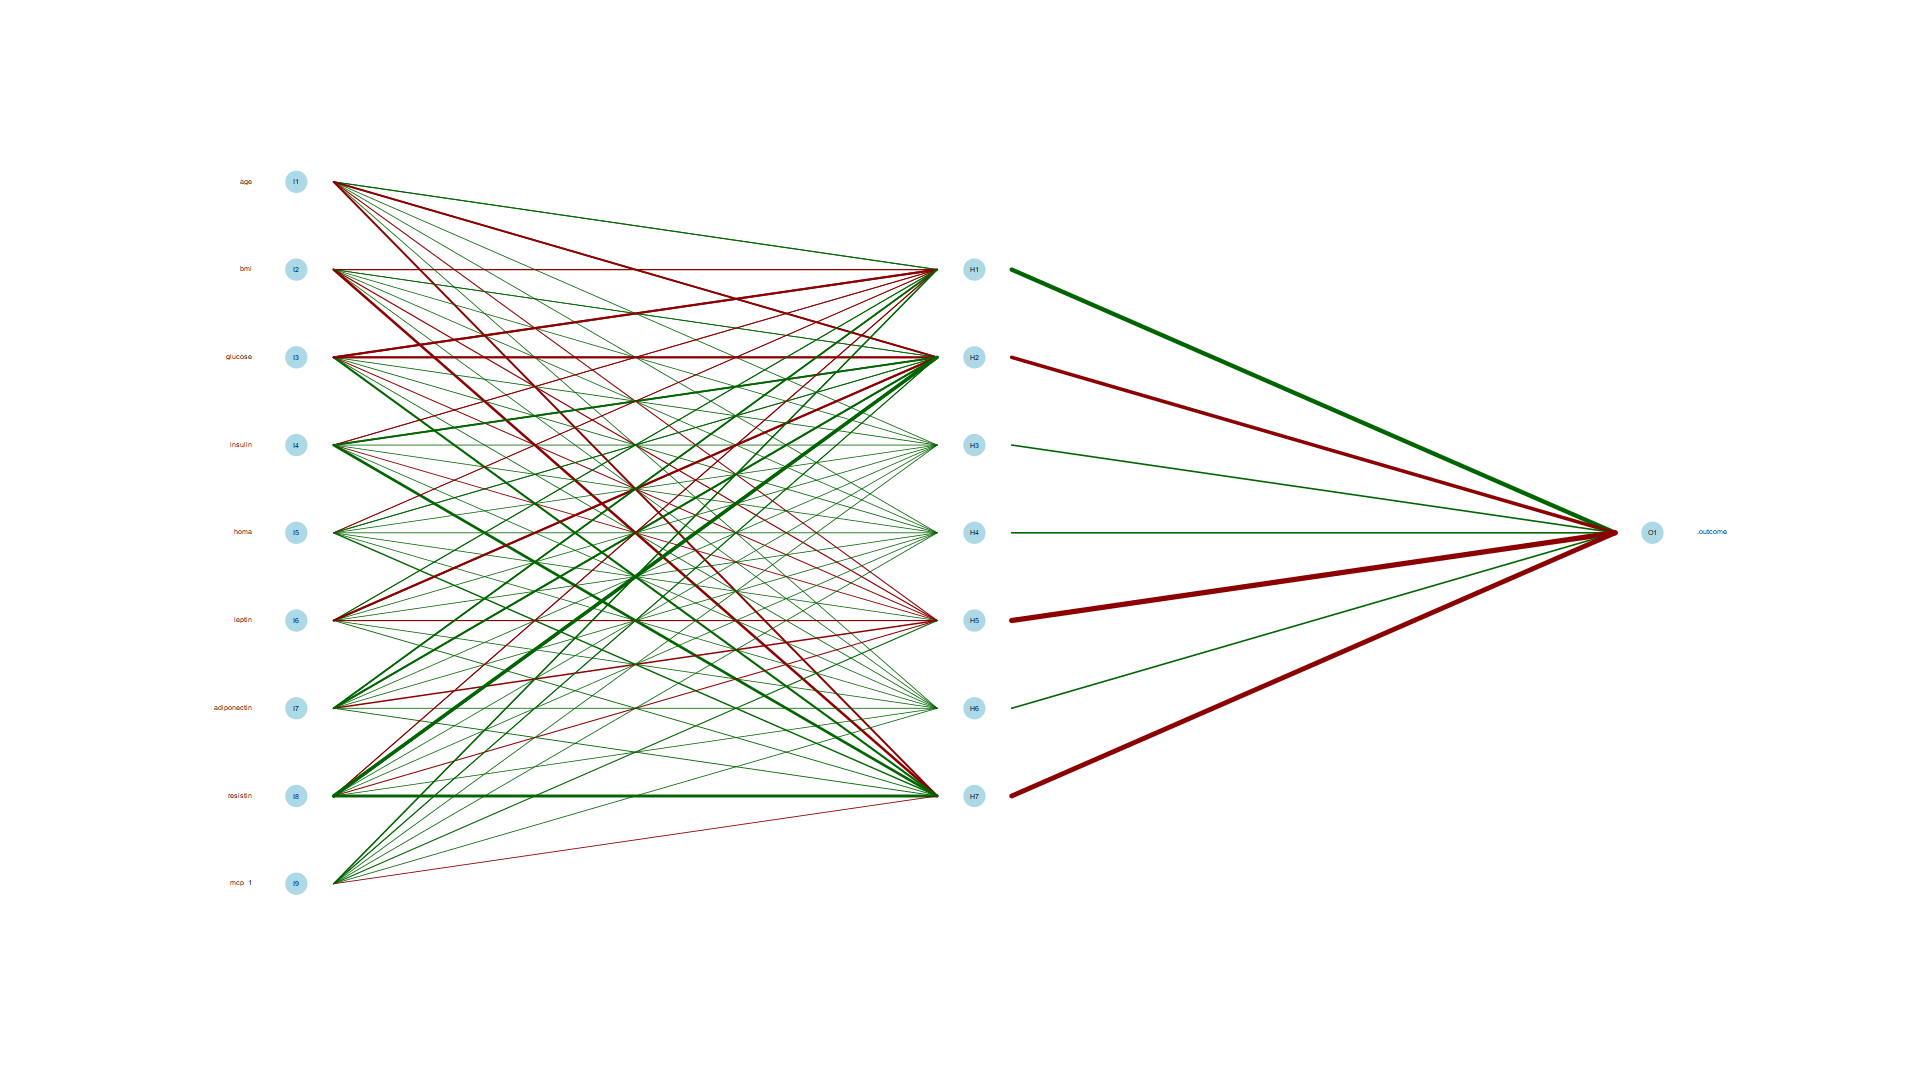 age I1
bmi I2 H1
glucose I3 H2
insulin I4 H3
homa I5 H4 O1 .outcome
leptin I6 H5
adiponectin I7 H6
resistin I8 H7
mcp 1 I9